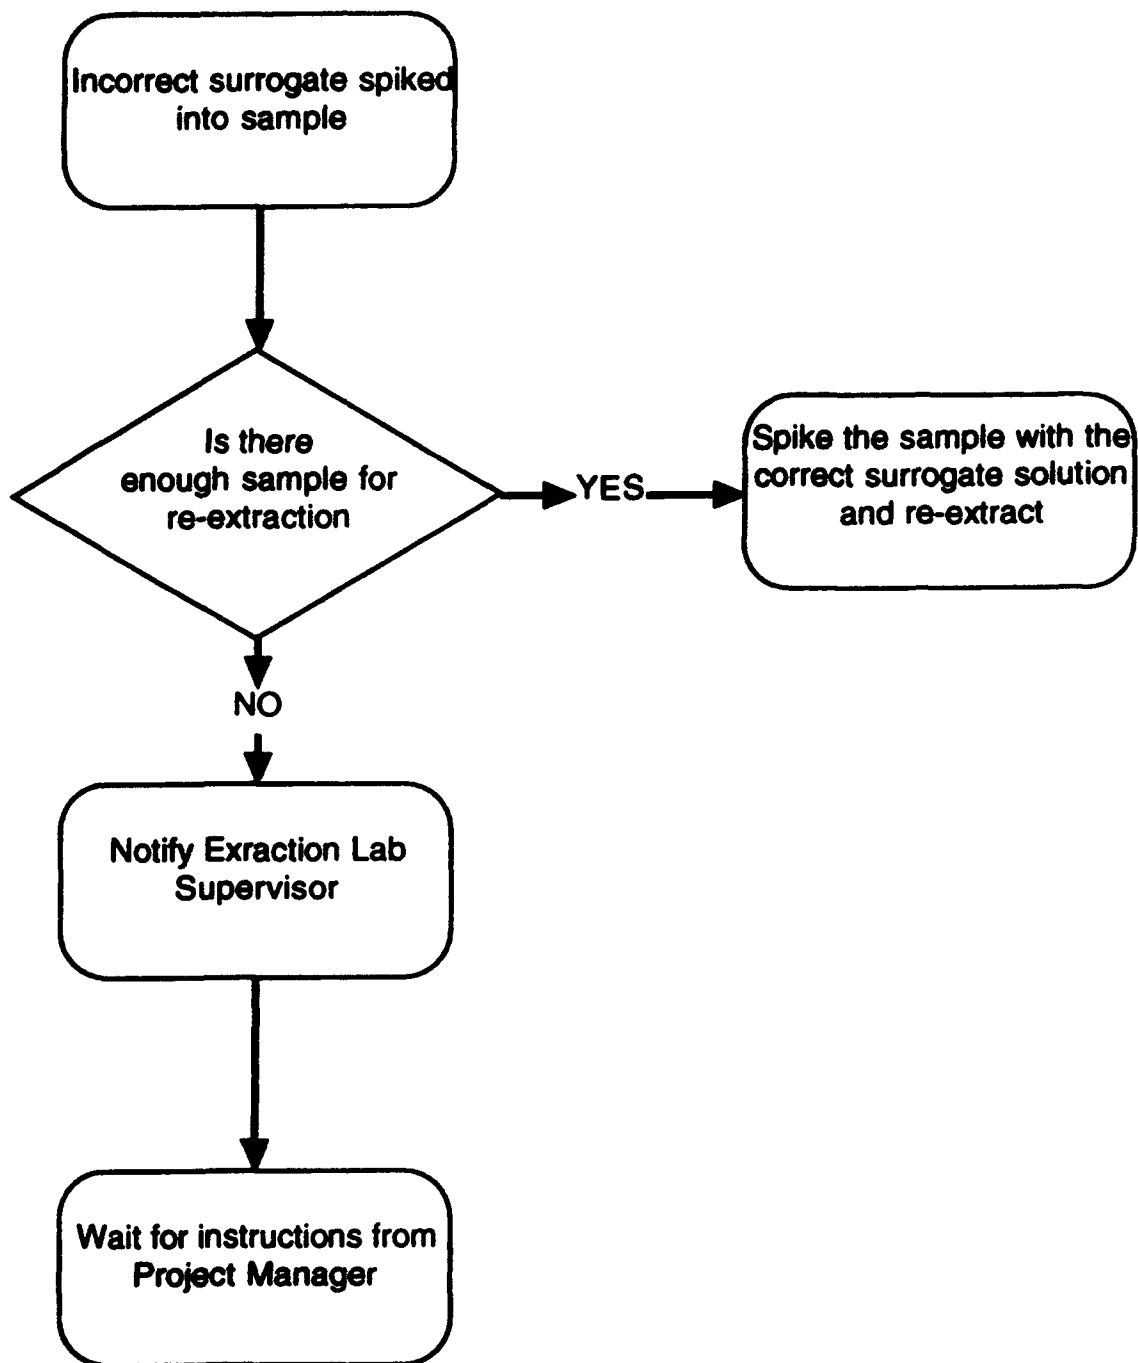 Incorrect surrogate spiked
into sample
Is there
enough sample for
re-extraction
YES
Spike the sample with the
correct surrogate solution
and re-extract
NO
Notify Exraction Lab
Supervisor
Wait for instructions from
Project Manager